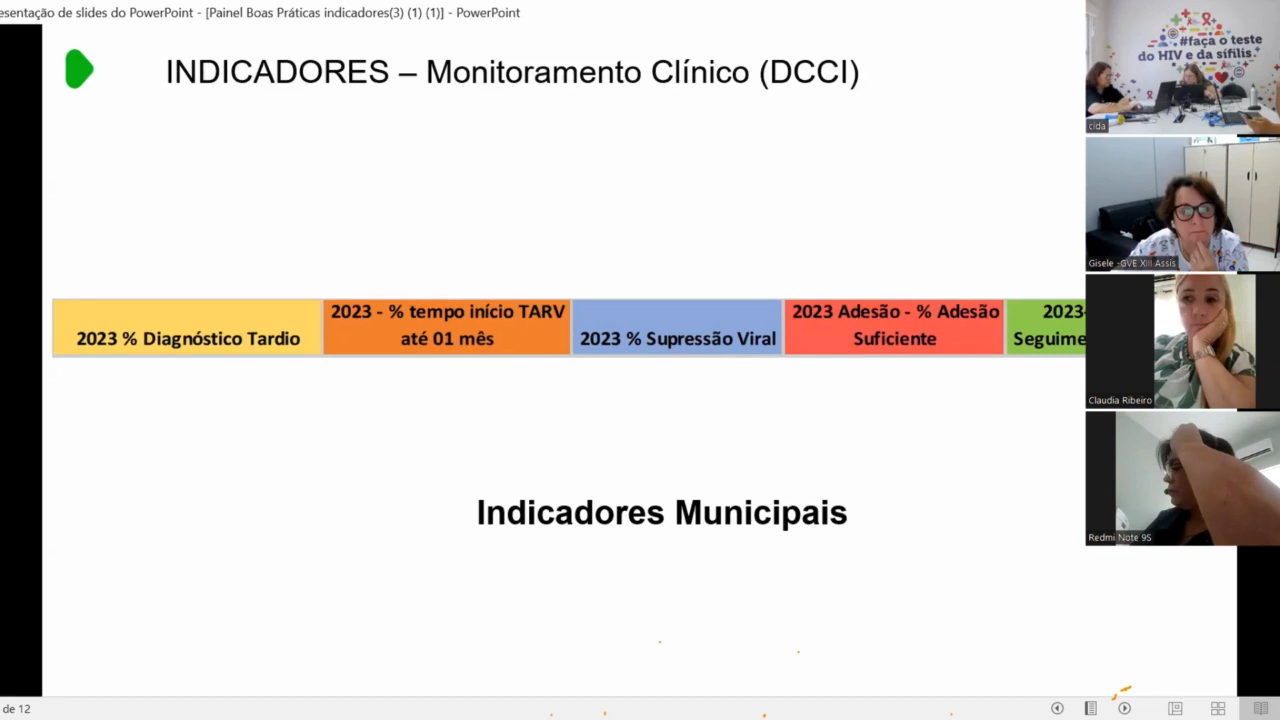 esentação de slides do PowerPoint - [Painel Boas Práticas indicadores(3) (1) (1)] - PowerPoint
INDICADORES – Monitoramento Clínico (DCCI)
2023 % Diagnóstico Tardio
2023 - % tempo início TARV
até 01 mês
2023 % Supressão Viral
2023 Adesão - % Adesão
Suficiente
2023-
Seguime
Indicadores Municipais
de 12
#faça o teste
do HIV e da sífilis
cida
Gisele -GVE XIII Assis
Claudia Ribeiro
Redmi Note 9S